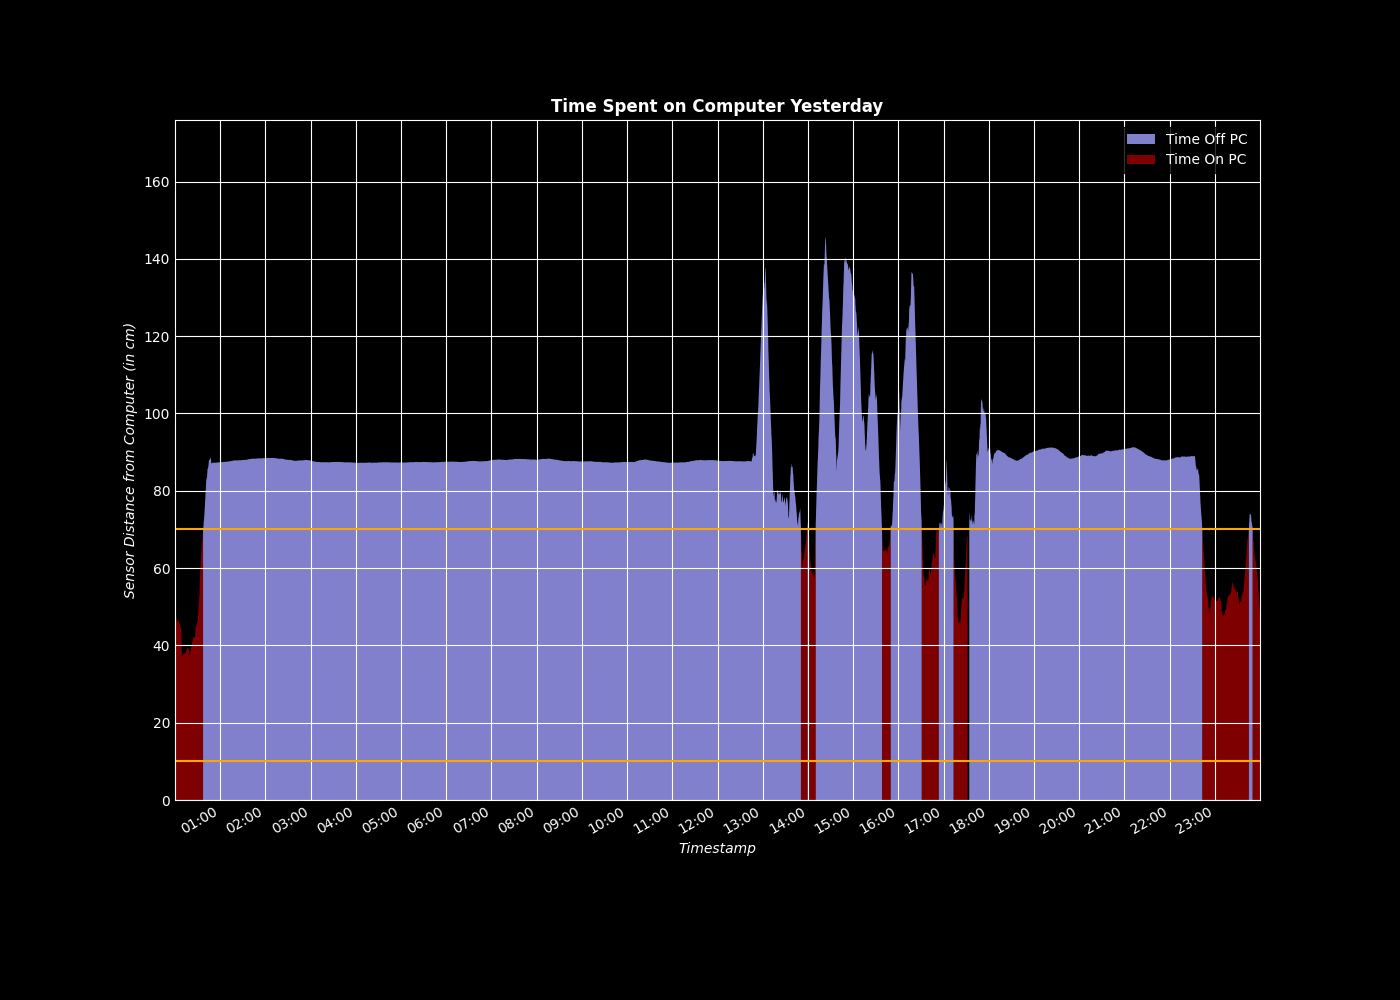 Time Spent on Computer Yesterday
Time Off PC
Time On PC
160
140
120
100
80
60
40
20
0
Sensor Distance from Computer (in cm)
01:00 02:00 03:00 04:00 05:00 06:00 07:00 08:00 09:00 10:00 11:00 12:00 13:00 14:00 15:00 16:00 17:00 18:00 19:00 20:00 21:00 22:00 23:00
Timestamp